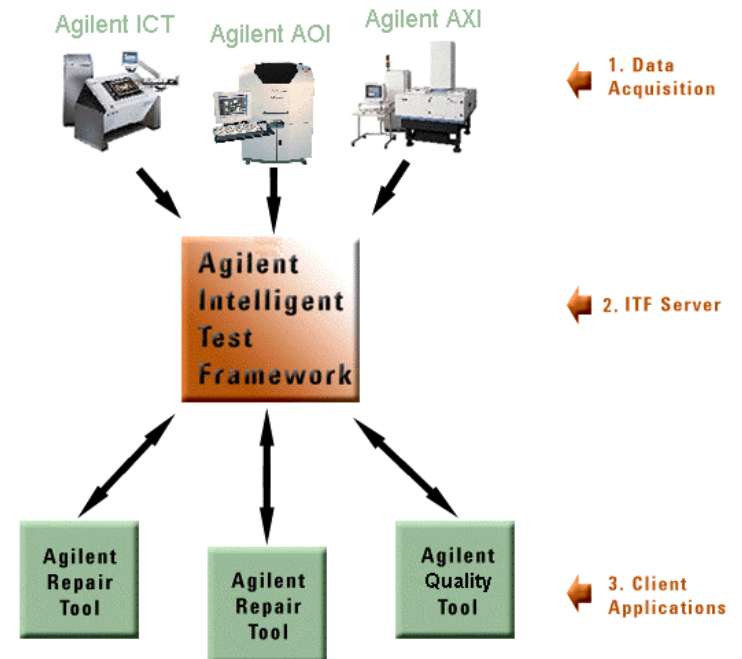 Agilent ICT
Agilent AOI
Agilent AXI
1. Data
Acquisition
Agilent
Intelligent
Test
Framework
2. ITF Server
Agilent
Repair
Tool
Agilent
Repair
Tool
Agilent
Quality
Tool
3. Client
Applications